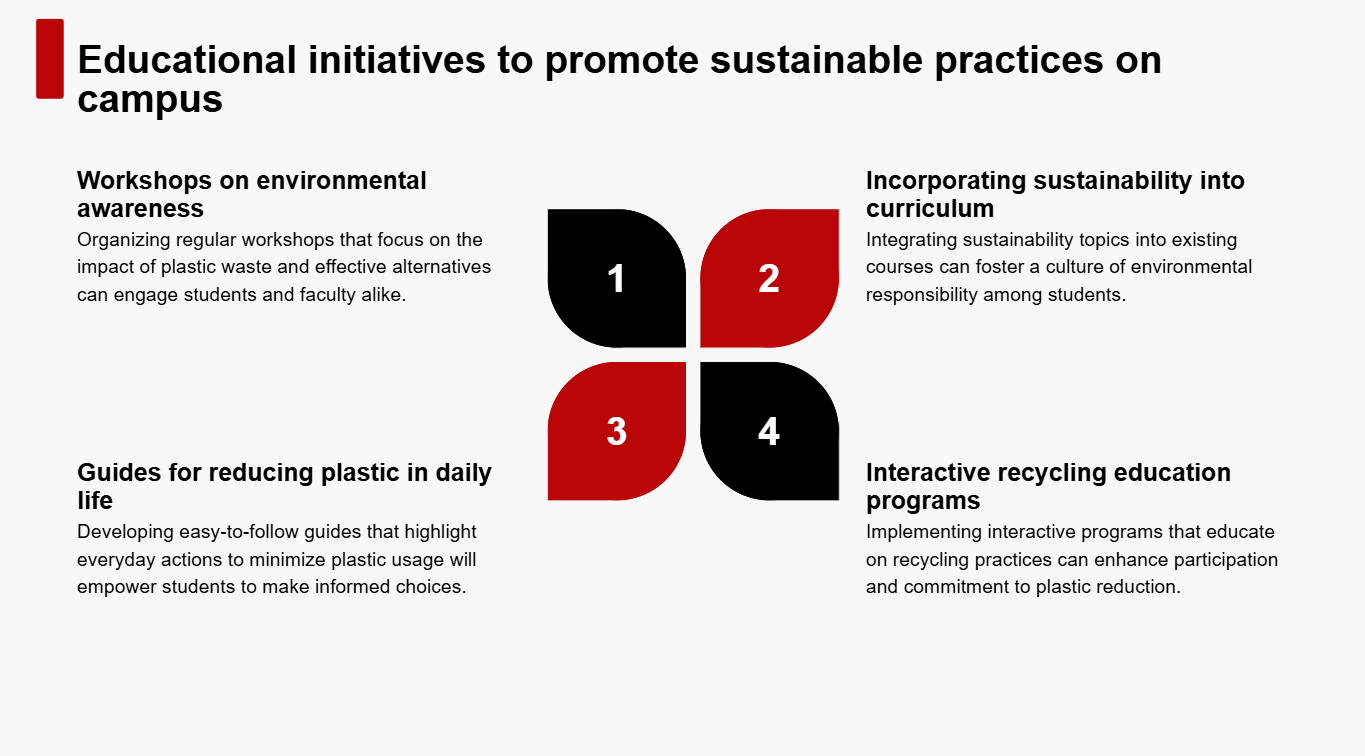 Educational initiatives to promote sustainable practices on
campus
Workshops on environmental
awareness
Organizing regular workshops that focus on the
impact of plastic waste and effective alternatives
can engage students and faculty alike.
1
2
Incorporating sustainability into
curriculum
Integrating sustainability topics into existing
courses can foster a culture of environmental
responsibility among students.
Guides for reducing plastic in daily
life
Developing easy-to-follow guides that highlight
everyday actions to minimize plastic usage will
empower students to make informed choices.
3
4
Interactive recycling education
programs
Implementing interactive programs that educate
on recycling practices can enhance participation
and commitment to plastic reduction.